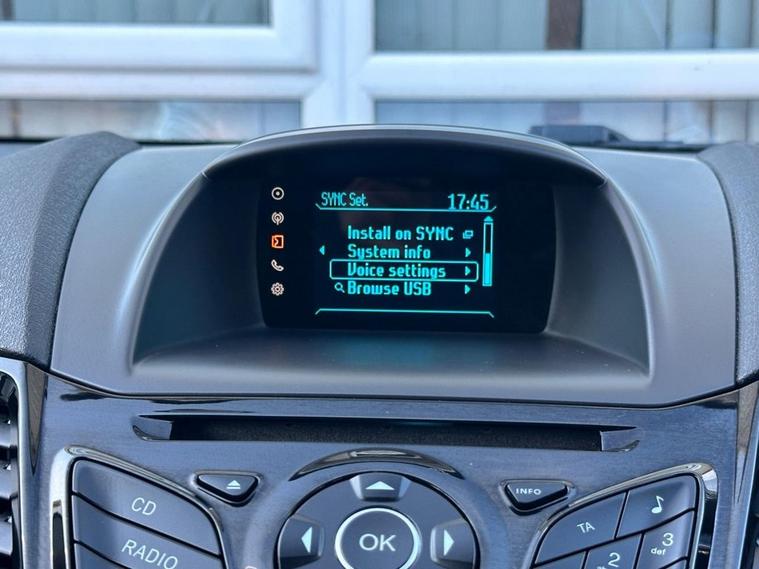 SYNC Set. 17:45
Install on SYNC
System info
Voice settings
Browse USB
CD
INFO
TA
RADIO
OK
2
3
def